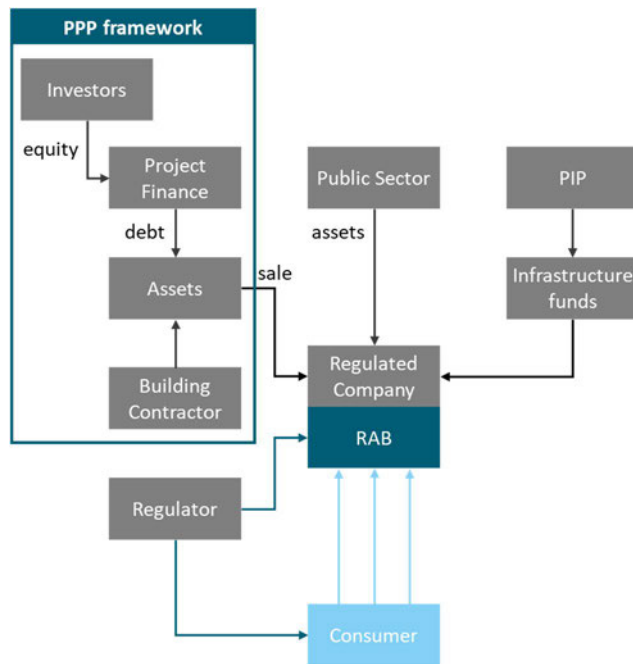 PPP framework
Investors
equity
Project
Finance
Public Sector
PIP
debt
assets
Assets
sale
Infrastructure
funds
Building
Contractor
Regulated
Company
RAB
Regulator
Consumer